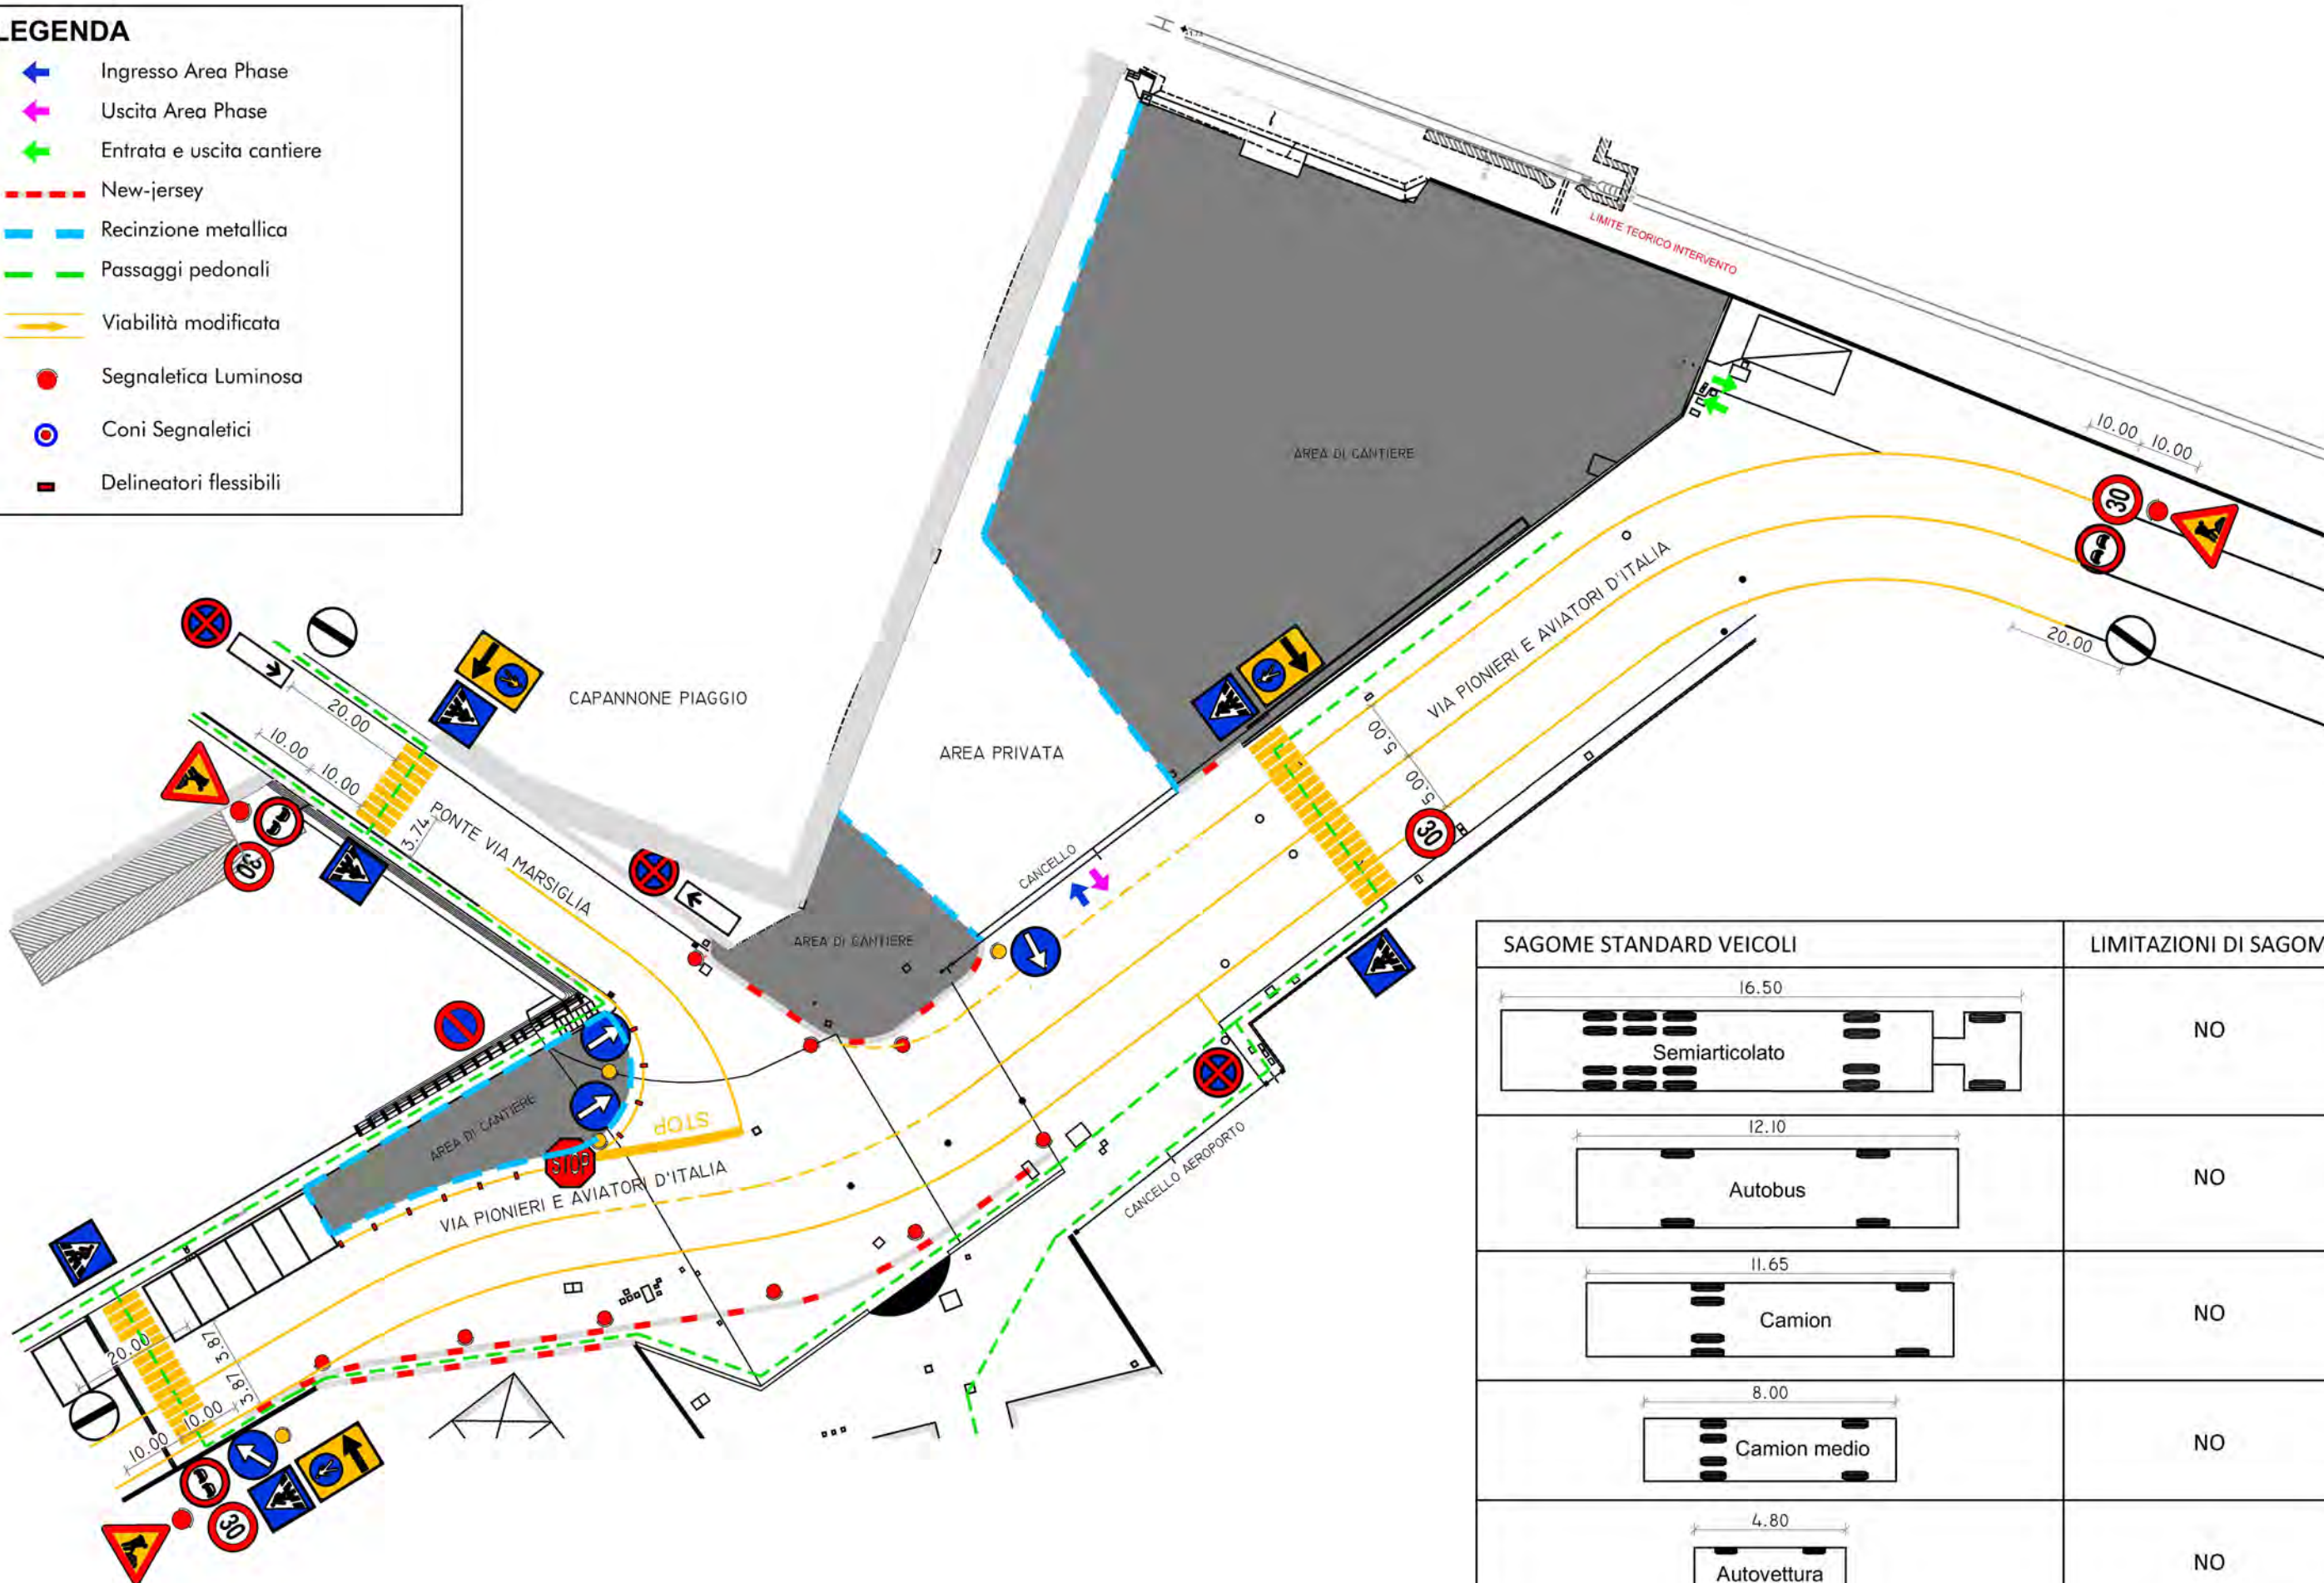 LEGENDA
Ingresso Area Phase
Uscita Area Phase
Entrata e uscita cantiere
New-jersey
Recinzione metallica
Passaggi pedonali
Viabilità modificata
Segnaletica Luminosa
Coni Segnaletici
Delineatori flessibili
LIMITE TEORICO INTERVENTO
AREA DI CANTIERE
10.00 10.00
30
VIA PIONIERI E AVIATORI D'ITALIA
20.00
CAPANNONE PIAGGIO
AREA PRIVATA
20.00
10.00
10.00
3.74
30
PONTE VIA MARSIGLIA
5.00
5.00
30
CANCELLO
AREA DI CANTIERE
AREA DI CANTIERE
STOP
STOP
VIA PIONIERI E AVIATORI D'ITALIA
CANCELLO AEROPORTO
20.00
3.87
3.87
10.00
10.00
30
SAGOME STANDARD VEICOLI
LIMITAZIONI DI SAGOM
16.50
Semiarticolato
NO
12.10
Autobus
NO
11.65
Camion
NO
8.00
Camion medio
NO
4.80
Autovettura
NO